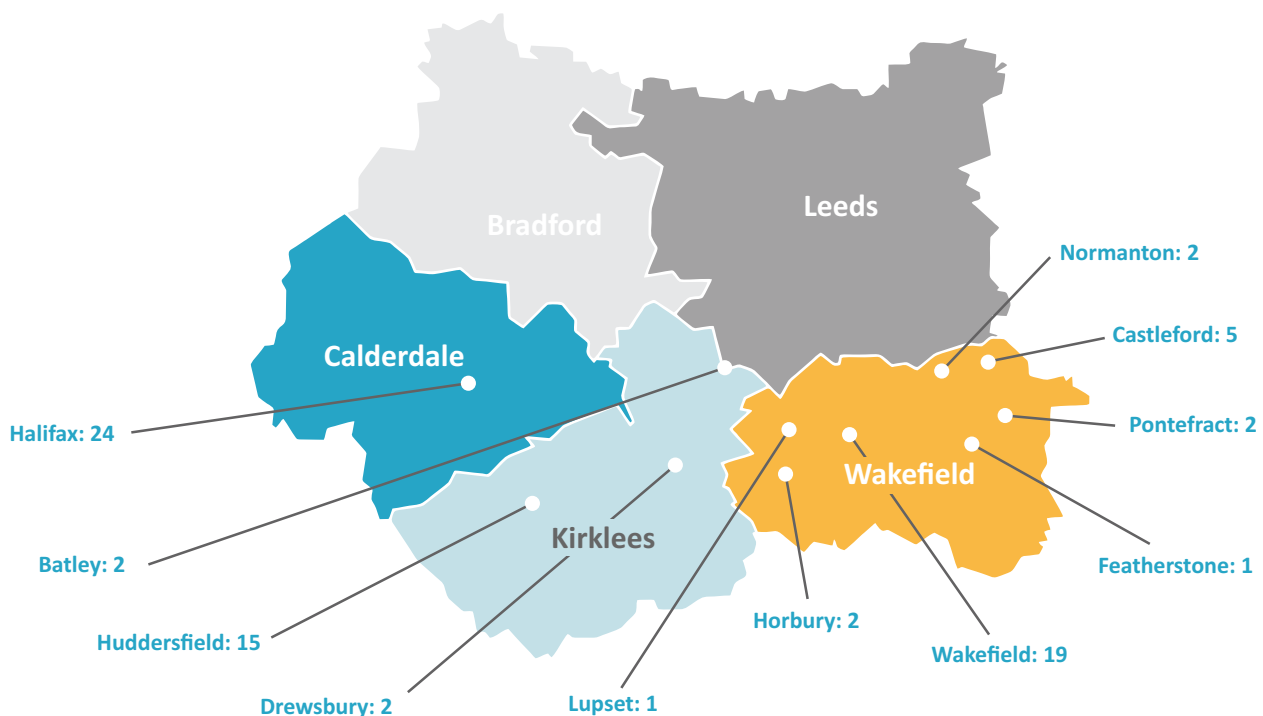 Leeds
Bradford
Normanton: 2
Castleford: 5
Calderdale
Halifax: 24
Pontefract: 2
Wakefield
Kirklees
Batley: 2
Featherstone: 1
Horbury: 2
Huddersfield: 15
Wakefield: 19
Drewsbury: 2
Lupset: 1